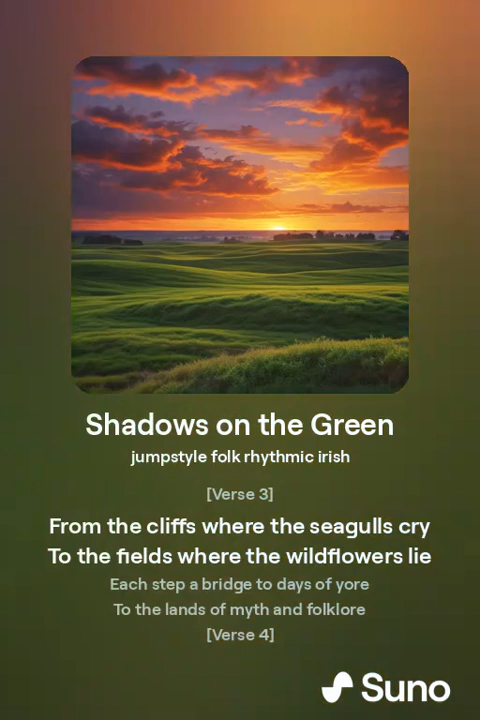 Shadows on the Green
jumpstyle folk rhythmic irish
[Verse 3]
From the cliffs where the seagulls cry
To the fields where the wildflowers lie
Each step a bridge to days of yore
To the lands of myth and folklore
[Verse 4]
Suno